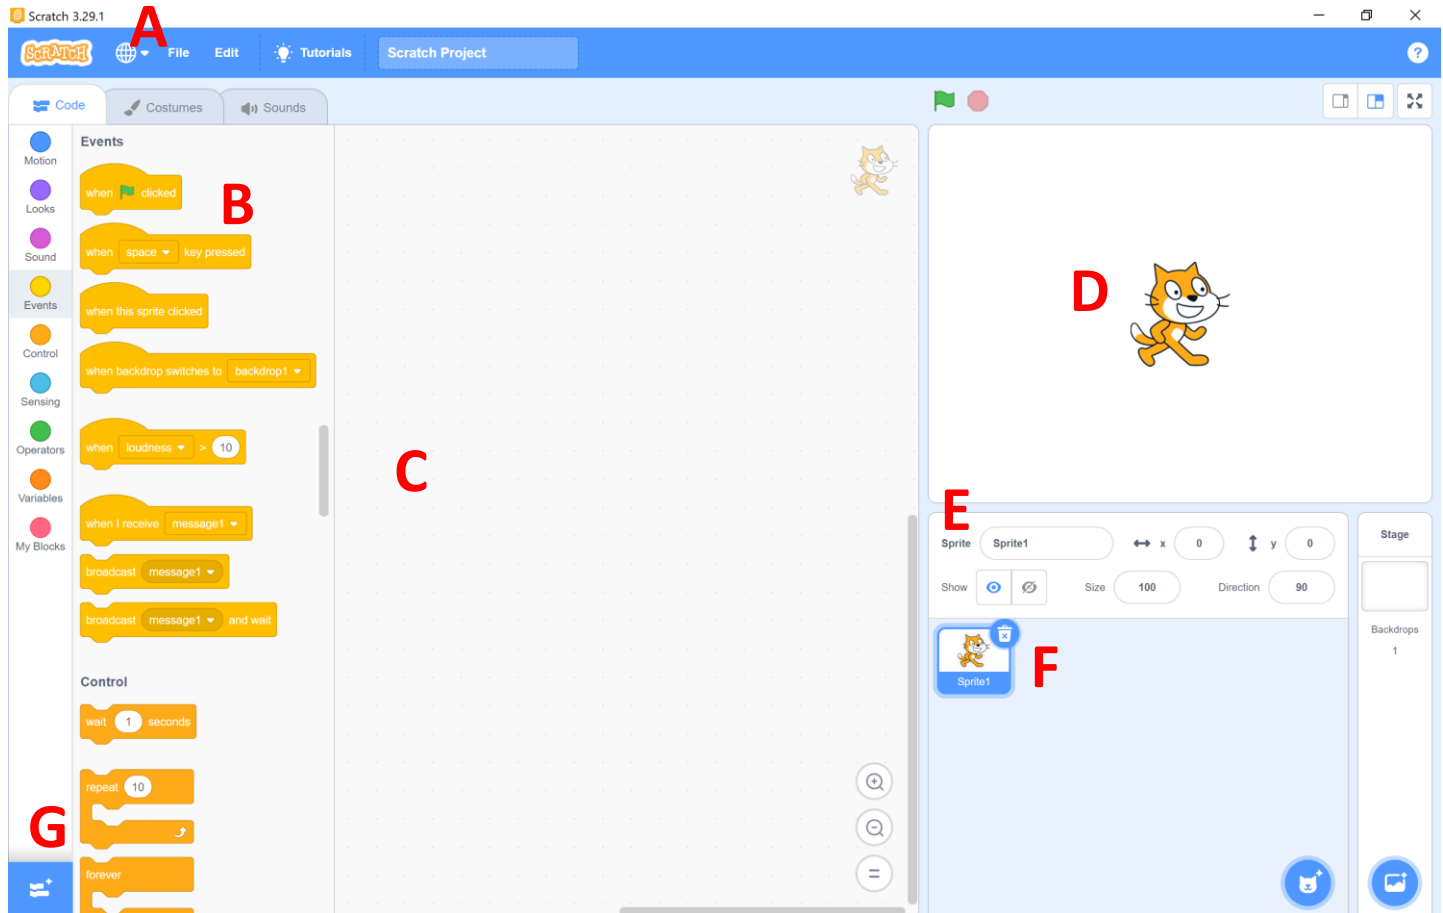 Scratch 3.29.1
A
SCRATCH File Edit Tutorials Scratch Project ?
Code Costumes Sounds
Motion
Looks
Sound
Events
Control
Sensing
Operators
Variables
My Blocks
G
Events
when clicked
B
when space key pressed
when this sprite clicked
when backdrop switches to backdrop1
when loudness > 10
when I receive message1
broadcast message1
broadcast message1 and wait
Control
wait 1 seconds
repeat 10
forever
C
D
E
Sprite Sprite1 x 0 y 0
Show Size 100 Direction 90
Sprite1
F
Stage
Backdrops
1